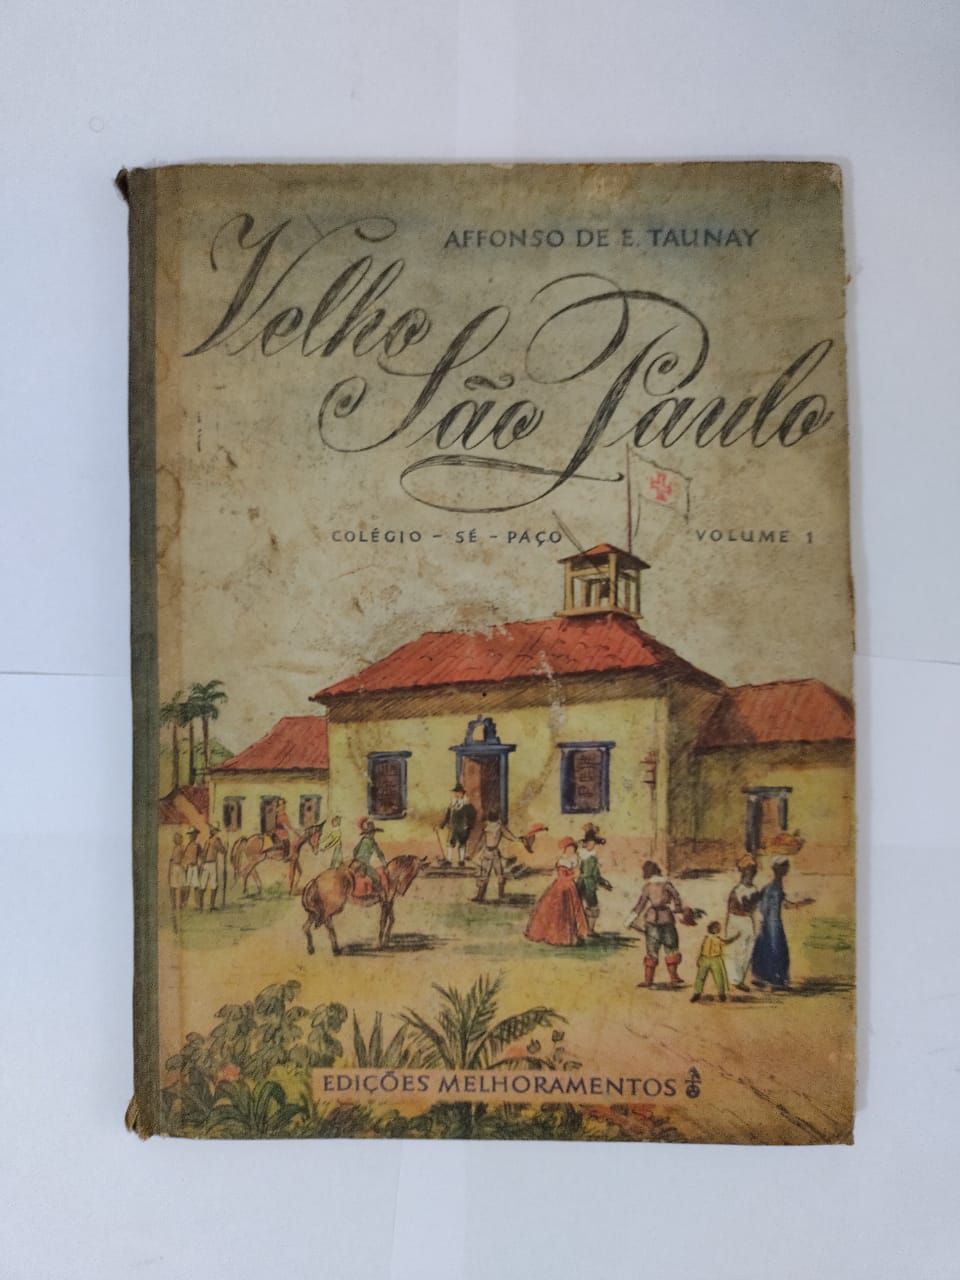 AFFONSO DE E. TAUNAY
Velho
São Paulo
COLÉGIO - SÉ - PAÇO VOLUME 1
EDIÇÕES MELHORAMENTOS